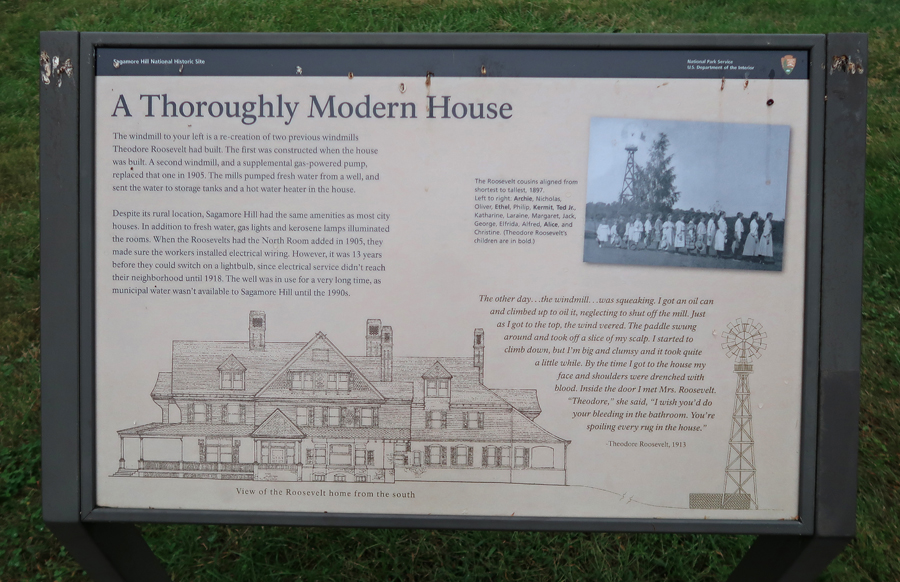 Sagamore Hill National Historic Site
National Park Service
U.S. Department of the Interior
A Thoroughly Modern House
The windmill to your left is a re-creation of two previous windmills
Theodore Roosevelt had built. The first was constructed when the house
was built. A second windmill, and a supplemental gas-powered pump,
replaced that one in 1905. The mills pumped fresh water from a well, and
sent the water to storage tanks and a hot water heater in the house.
Despite its rural location, Sagamore Hill had the same amenities as most city
houses. In addition to fresh water, gas lights and kerosene lamps illuminated
the rooms. When the Roosevelts had the North Room added in 1905, they
made sure the workers installed electrical wiring. However, it was 13 years
before they could switch on a lightbulb, since electrical service didn't reach
their neighborhood until 1918. The well was in use for a very long time, as
municipal water wasn't available to Sagamore Hill until the 1990s.
The Roosevelt cousins aligned from
shortest to tallest, 1897.
Left to right, Archie, Nicholas,
Oliver, Ethel, Philip, Kermit, Ted Jr.,
Katharine, Laraine, Margaret, Jack,
George, Elfrida, Alfred, Alice, and
Christine. (Theodore Roosevelt's
children are in bold.)
The other day...the windmill...was squeaking. I got an oil can
and climbed up to oil it, neglecting to shut off the mill. Just
as I got to the top, the wind veered. The paddle swung
around and took off a slice of my scalp. I started to
climb down, but I'm big and clumsy and it took quite
a little while. By the time I got to the house my
face and shoulders were drenched with
blood. Inside the door I met Mrs. Roosevelt.
"Theodore," she said, "I wish you'd do
your bleeding in the bathroom. You're
spoiling every rug in the house."
-Theodore Roosevelt, 1913
View of the Roosevelt home from the south